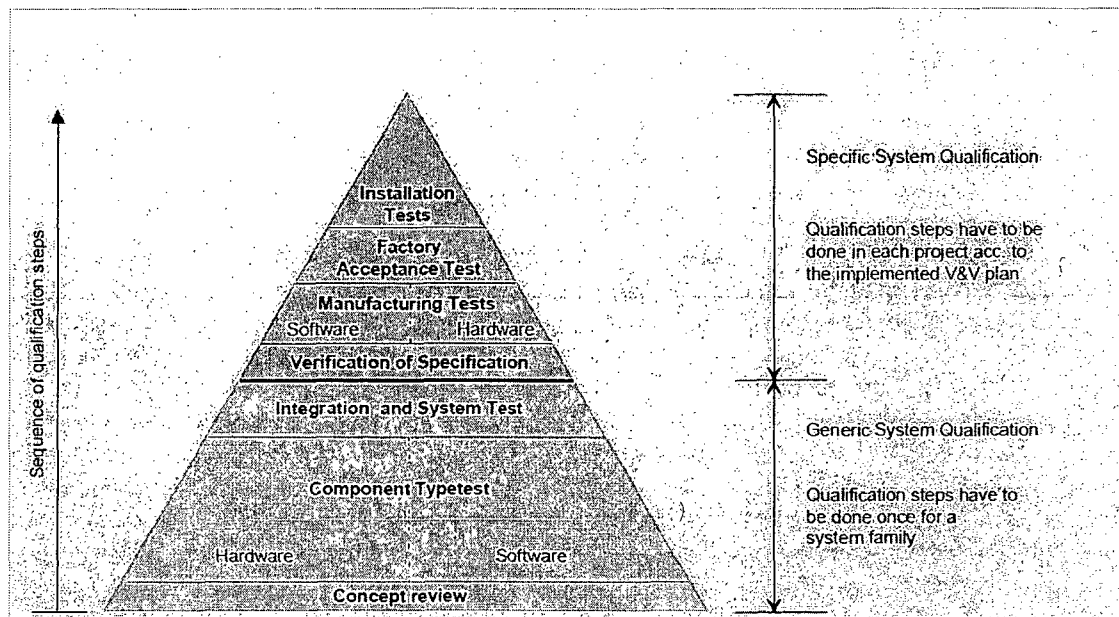 Sequence of qualification steps
Installation
Tests
Factory
Acceptance Test
Manufacturing Tests
Software Hardware
Verification of Specification
Integration and System Test
Component Typetest
Hardware Software
Concept review
Specific System Qualification
Qualification steps have to be
done in each project acc. to
the implemented V&V plan
Generic System Qualification
Qualification steps have to
be done once for a
system family